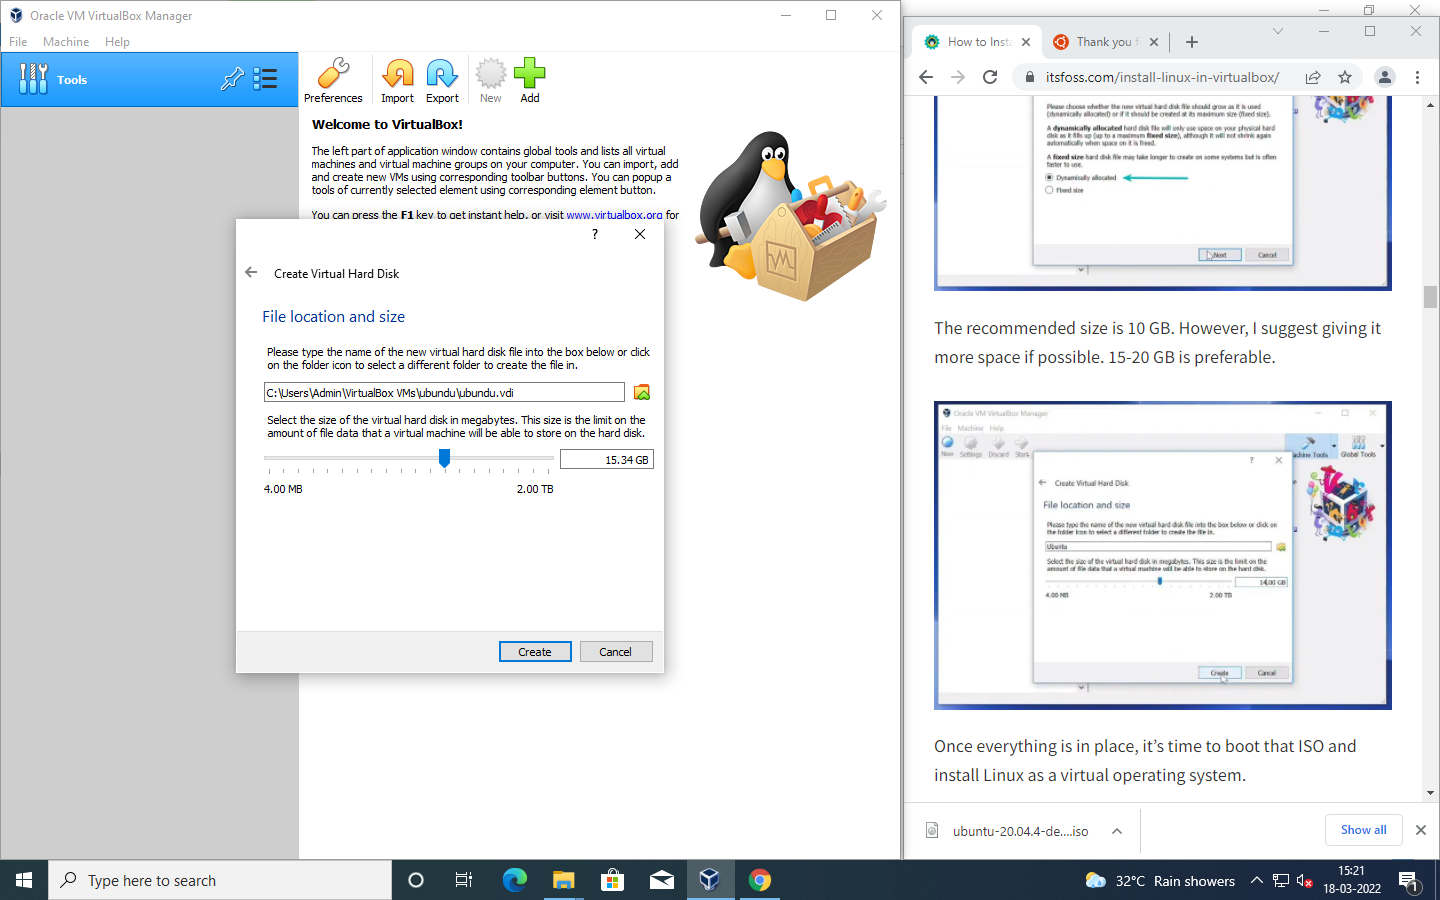 Oracle VM VirtualBox Manager
File Machine Help
Tools
Preferences Import Export New Add
Welcome to VirtualBox!
The left part of application window contains global tools and lists all virtual
machines and virtual machine groups on your computer. You can import, add
and create new VMs using corresponding toolbar buttons. You can popup a
tools of currently selected element using corresponding element button.
You can press the F1 key to get instant help, or visit www.virtualbox.org for
?
Create Virtual Hard Disk
File location and size
Please type the name of the new virtual hard disk file into the box below or click
on the folder icon to select a different folder to create the file in.
C:\Users\Admin\VirtualBox VMs\ubundu\ubundu.vdi
Select the size of the virtual hard disk in megabytes. This size is the limit on the
amount of file data that a virtual machine will be able to store on the hard disk.
15.34 GB
4.00 MB 2.00 TB
Create Cancel
How to Insta Thank you f
itsfoss.com/install-linux-in-virtualbox/
Please choose whether the new virtual hard disk file should grow as it is used
(dynamically allocated) or if it should be created at its maximum size (fixed size).
A dynamically allocated hard disk file will only use space on your physical hard
disk as it fills up (up to a maximum fixed size), although it will not shrink again
automatically when space on it is freed.
A fixed size hard disk file may take longer to create on some systems but is often
faster to use.
Dynamically allocated
Fixed size
Next Cancel
The recommended size is 10 GB. However, I suggest giving it
more space if possible. 15-20 GB is preferable.
Oracle VM VirtualBox Manager
File Machine Help
New Settings Discard Start Machine Tools Global Tools
?
Create Virtual Hard Disk
File location and size
Please type the name of the new virtual hard disk file into the box below or click on
the folder icon to select a different folder to create the file in.
Ubuntu
Select the size of the virtual hard disk in megabytes. This size is the limit on the
amount of file data that a virtual machine will be able to store on the hard disk.
14.00 GB
4.00 MB 2.00 TB
Create Cancel
Once everything is in place, it’s time to boot that ISO and
install Linux as a virtual operating system.
ubuntu-20.04.4-de....iso
Show all
Type here to search
32°C Rain showers
15:21
18-03-2022
1